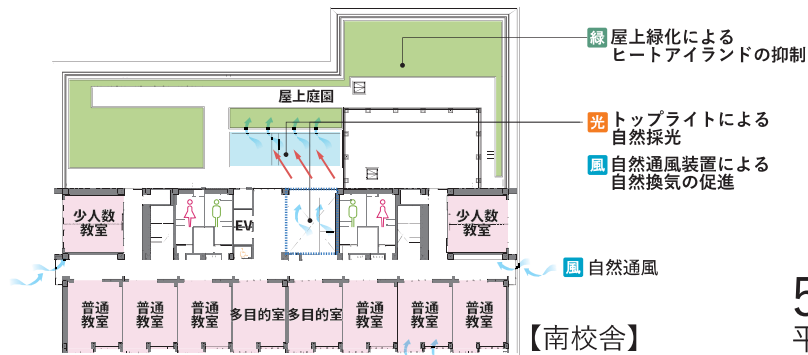 緑 屋上緑化による
ヒートアイランドの抑制
屋上庭園
光 トップライトによる
自然採光
風 自然通風装置による
自然換気の促進
少人数
教室
EV
少人数
教室
風 自然通風
普通
教室
普通
教室
普通
教室
多目的室
多目的室
普通
教室
普通
教室
普通
教室
【南校舎】
5